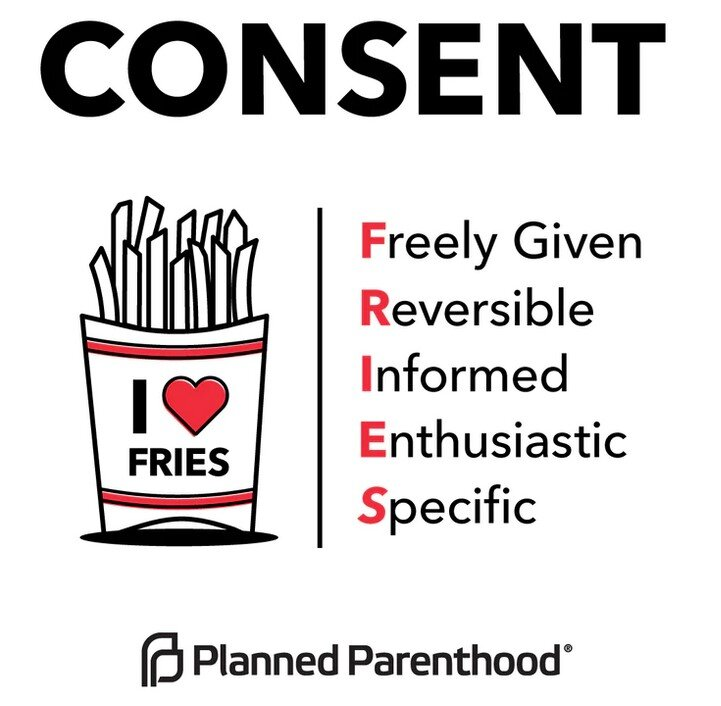 CONSENT
I ❤
FRIES
Freely Given
Reversible
Informed
Enthusiastic
Specific
Planned Parenthood®